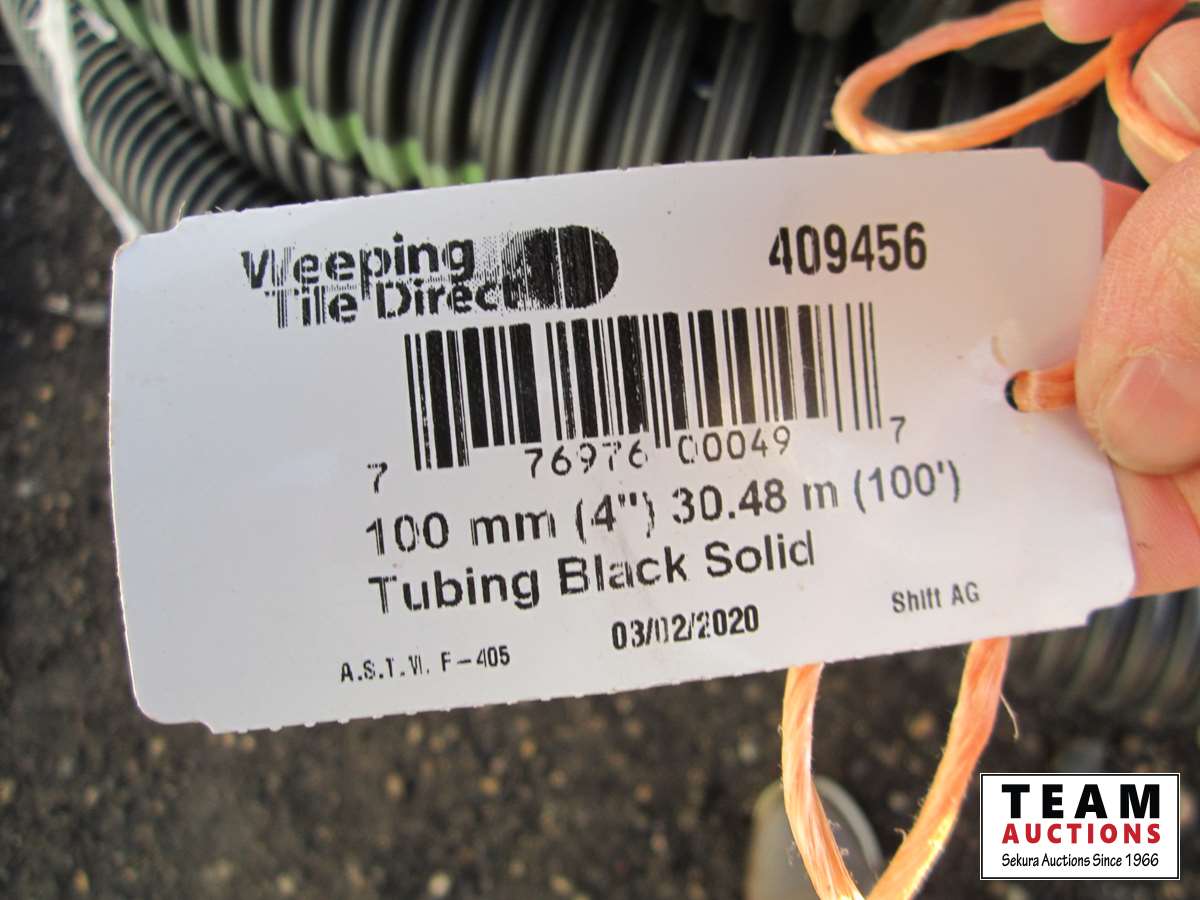 Weeping
Tile Direct
409456
7 76976 00049 7
100 mm (4") 30.48 m (100')
Tubing Black Solid
03/02/2020
Shift AG
A.S.T.M. F-405
TEAM
AUCTIONS
Sekura Auctions Since 1966